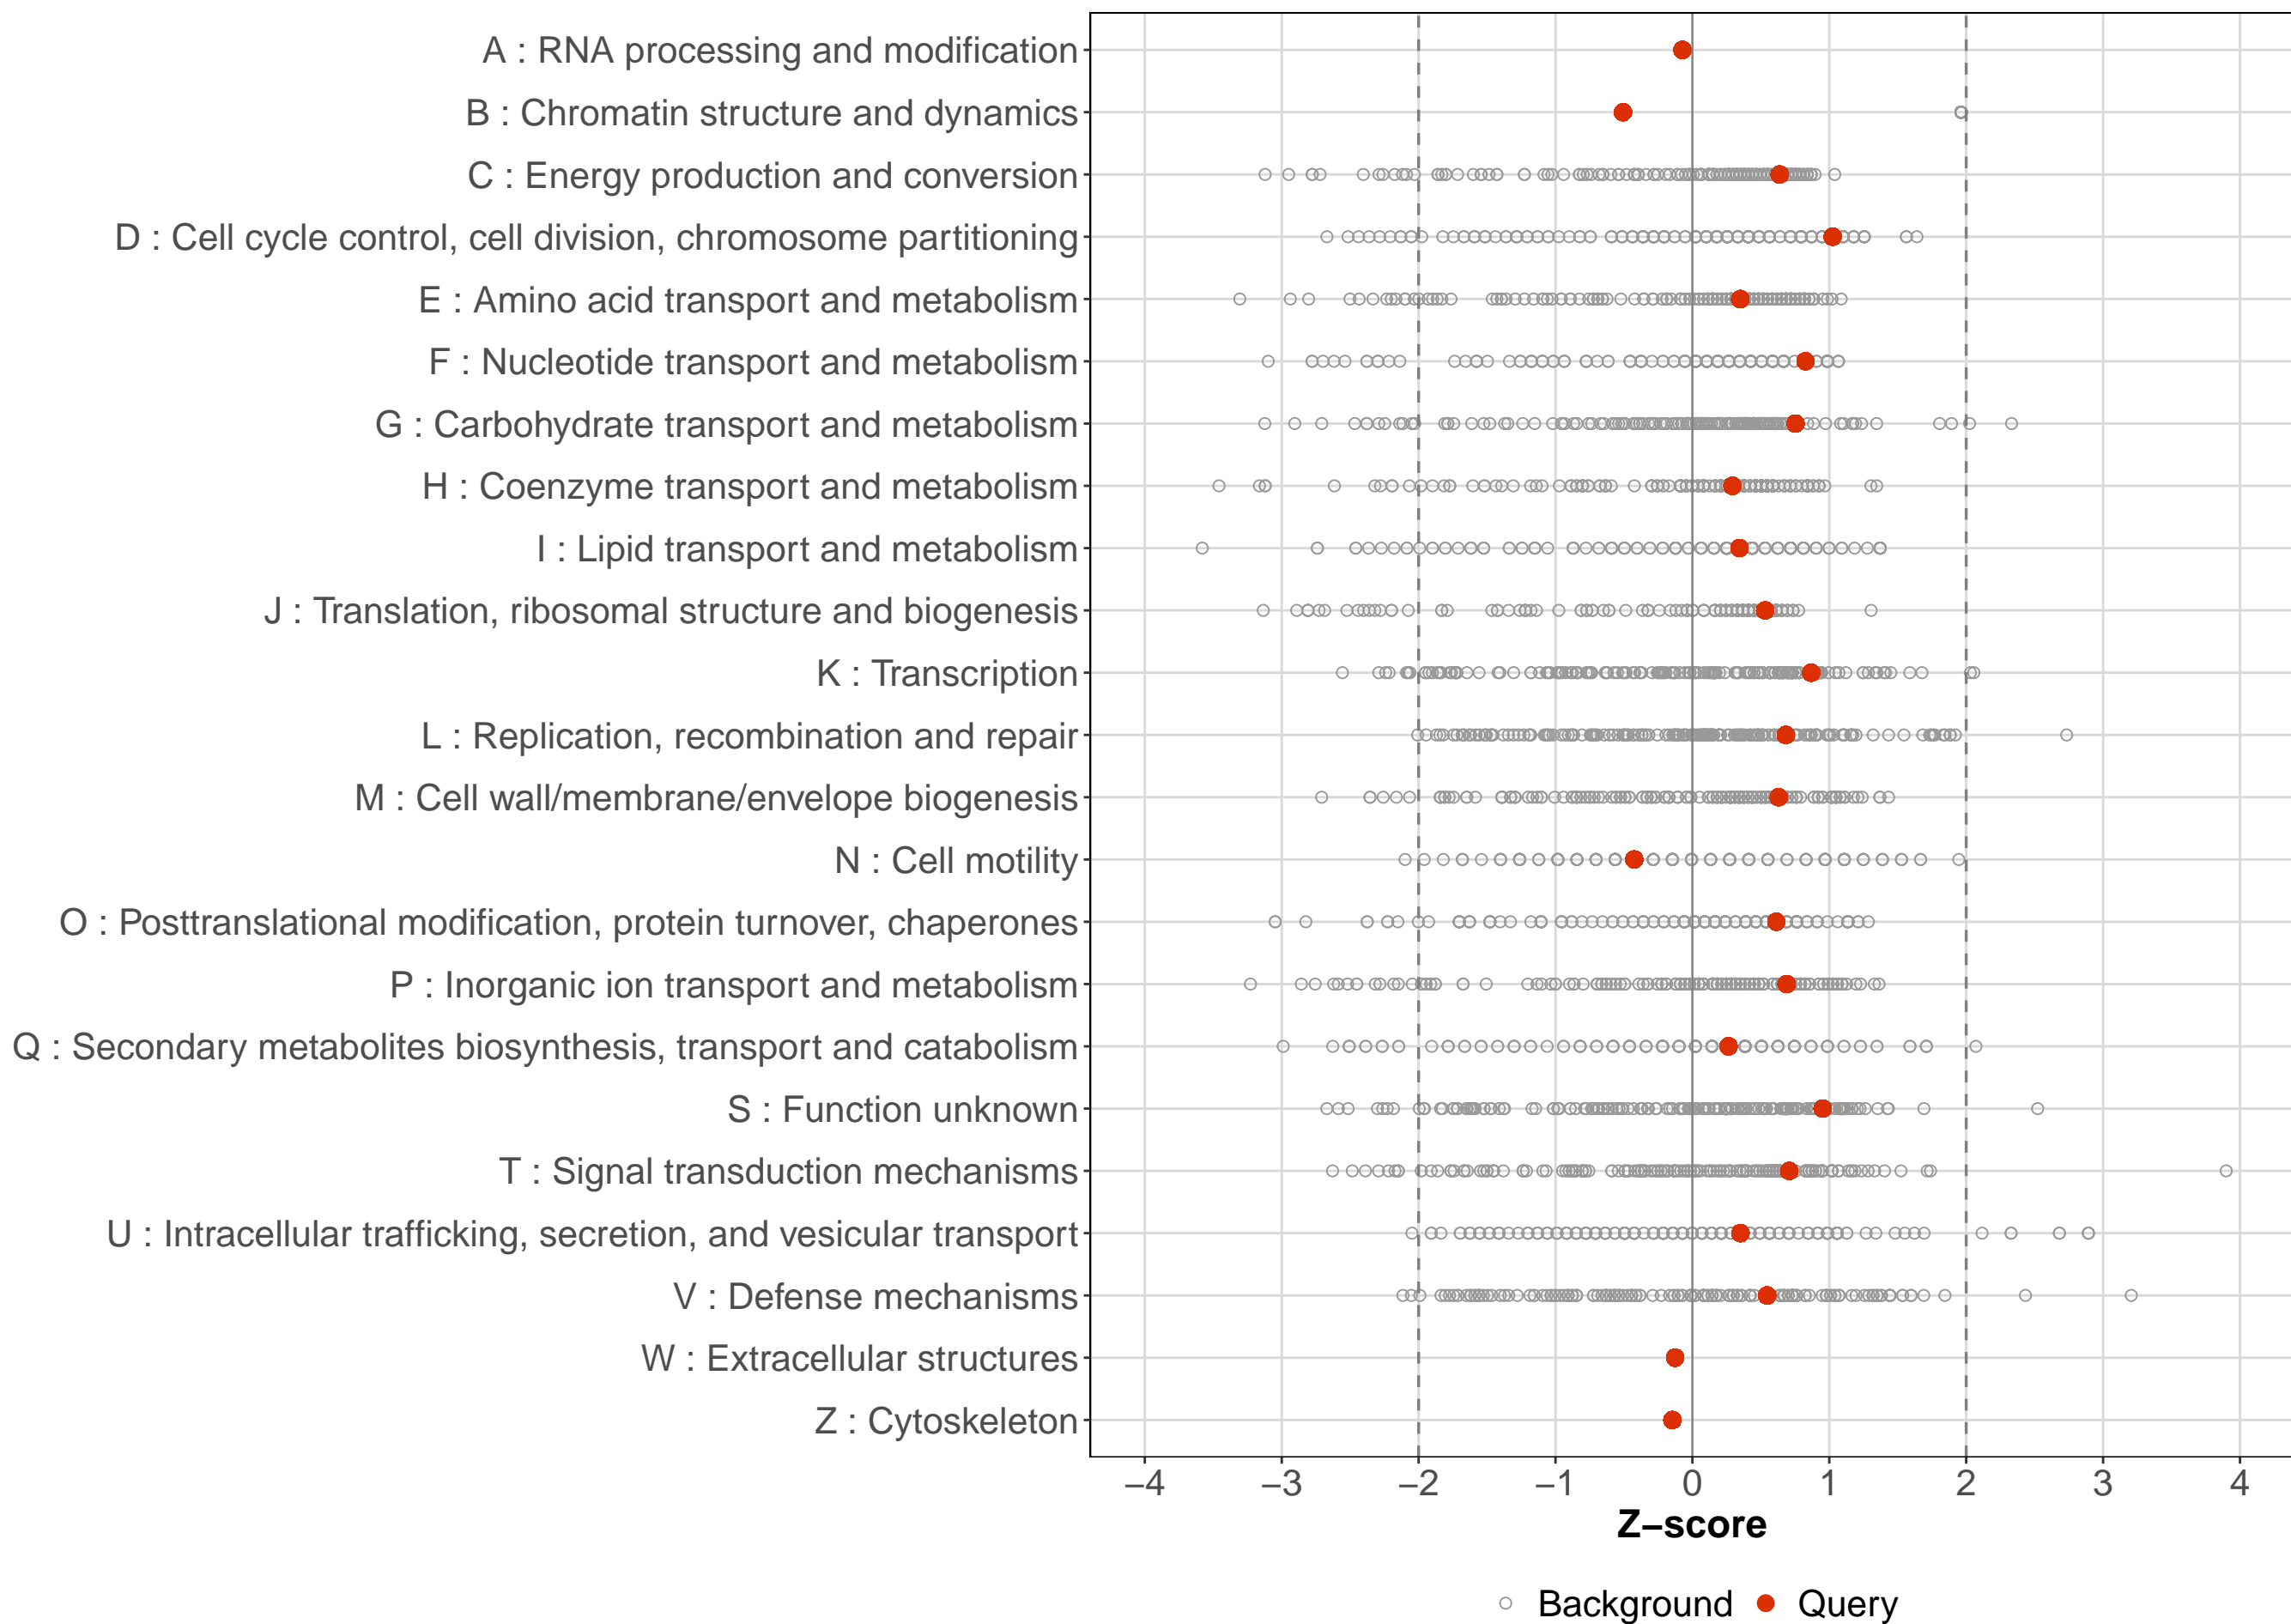 A : RNA processing and modification
B : Chromatin structure and dynamics
C : Energy production and conversion
D : Cell cycle control, cell division, chromosome partitioning
E : Amino acid transport and metabolism
F : Nucleotide transport and metabolism
G : Carbohydrate transport and metabolism
H : Coenzyme transport and metabolism
I : Lipid transport and metabolism
J : Translation, ribosomal structure and biogenesis
K : Transcription
L : Replication, recombination and repair
M : Cell wall/membrane/envelope biogenesis
N : Cell motility
O : Posttranslational modification, protein turnover, chaperones
P : Inorganic ion transport and metabolism
Q : Secondary metabolites biosynthesis, transport and catabolism
S : Function unknown
T : Signal transduction mechanisms
U : Intracellular trafficking, secretion, and vesicular transport
V : Defense mechanisms
W : Extracellular structures
Z : Cytoskeleton
−4 −3 −2 −1 0 1 2 3 4
Z−score
Background Query